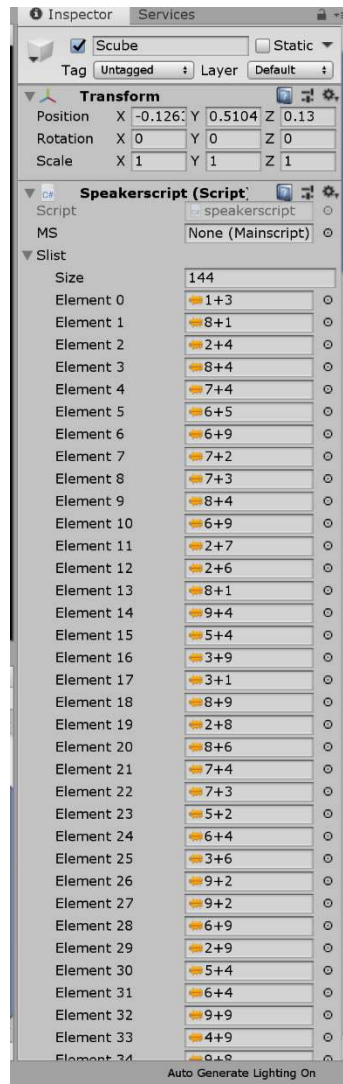 Inspector Services
Scube Static
Tag Untagged Layer Default
Transform
Position X -0.126 Y 0.5104 Z 0.13
Rotation X 0 Y 0 Z 0
Scale X 1 Y 1 Z 1
C# Speakerscript (Script)
Script speakerscript
MS None (Mainscript)
Slist
Size 144
Element 0 1+3
Element 1 8+1
Element 2 2+4
Element 3 8+4
Element 4 7+4
Element 5 6+5
Element 6 6+9
Element 7 7+2
Element 8 7+3
Element 9 8+4
Element 10 6+9
Element 11 2+7
Element 12 2+6
Element 13 8+1
Element 14 9+4
Element 15 5+4
Element 16 3+9
Element 17 3+1
Element 18 8+9
Element 19 2+8
Element 20 8+6
Element 21 7+4
Element 22 7+3
Element 23 5+2
Element 24 6+4
Element 25 3+6
Element 26 9+2
Element 27 9+2
Element 28 6+9
Element 29 2+9
Element 30 5+4
Element 31 6+4
Element 32 9+9
Element 33 4+9
Element 34 9+8
Auto Generate Lighting On